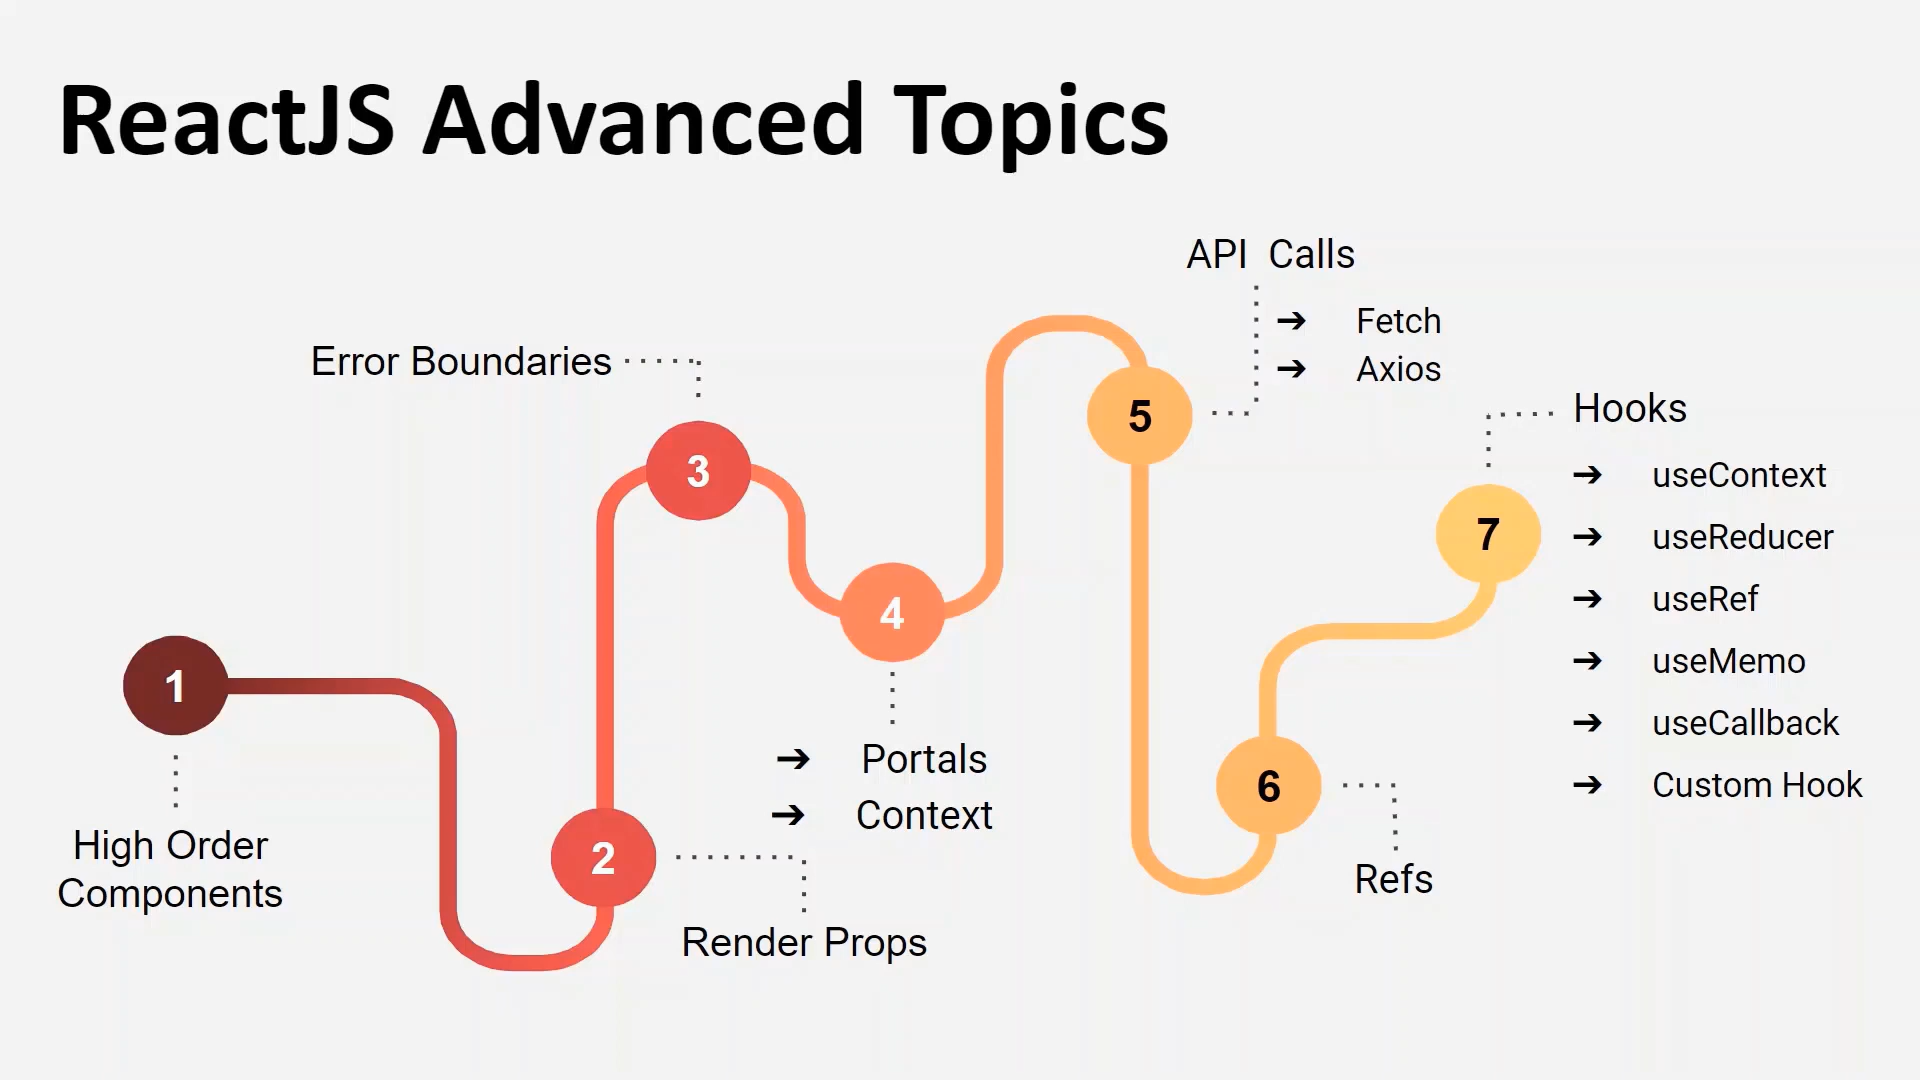 ReactJS Advanced Topics
1
High Order
Components
2
Render Props
3
Error Boundaries
4
➔ Portals
➔ Context
5
API Calls
➔ Fetch
➔ Axios
6
Refs
7
Hooks
➔ useContext
➔ useReducer
➔ useRef
➔ useMemo
➔ useCallback
➔ Custom Hook